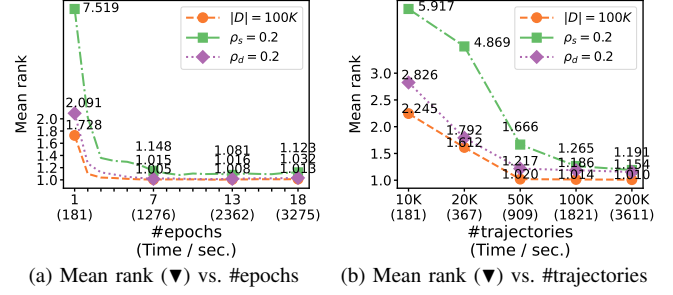 7.519
|D| = 100K
ρs = 0.2
ρd = 0.2
Mean rank
2.091
1.728
2.0
1.8
1.6
1.4
1.2
1.0
1.148
1.015
1.005
1.081
1.016
1.008
1.123
1.032
1.013
1 7 13 18
(181) (1276) (2362) (3275)
#epochs
(Time / sec.)
(a) Mean rank (▼) vs. #epochs
5.917
4.869
|D| = 100K
ρs = 0.2
ρd = 0.2
Mean rank
3.0
2.5
2.0
1.5
1.0
2.826
2.245
1.792
1.612
1.666
1.217
1.020
1.265
1.186
1.014
1.191
1.154
1.010
10K 20K 50K 100K 200K
(181) (367) (909) (1821) (3611)
#trajectories
(Time / sec.)
(b) Mean rank (▼) vs. #trajectories